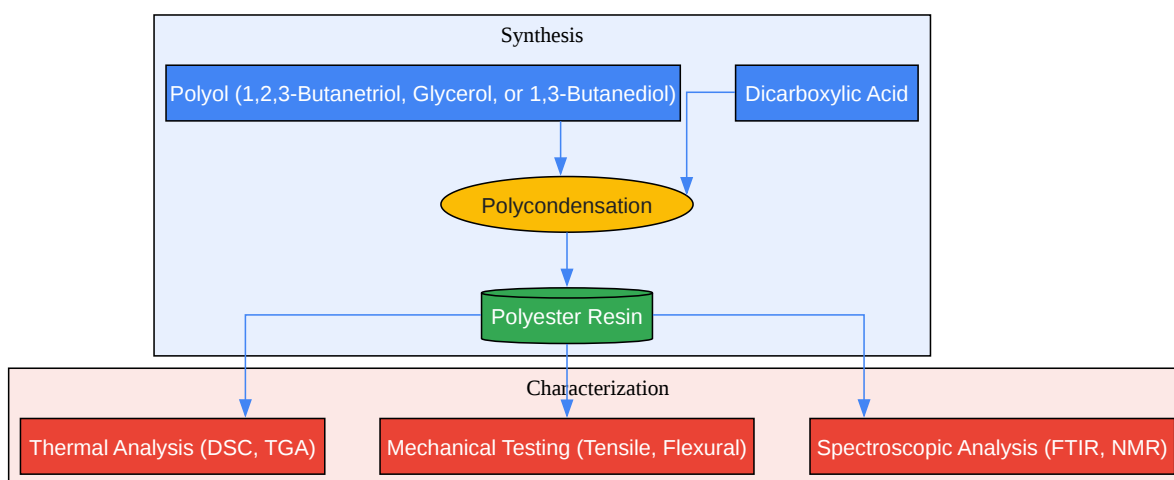 Synthesis
Polyol (1,2,3-Butanetriol, Glycerol, or 1,3-Butanediol)
Dicarboxylic Acid
Polycondensation
Polyester Resin
Characterization
Thermal Analysis (DSC, TGA)
Mechanical Testing (Tensile, Flexural)
Spectroscopic Analysis (FTIR, NMR)